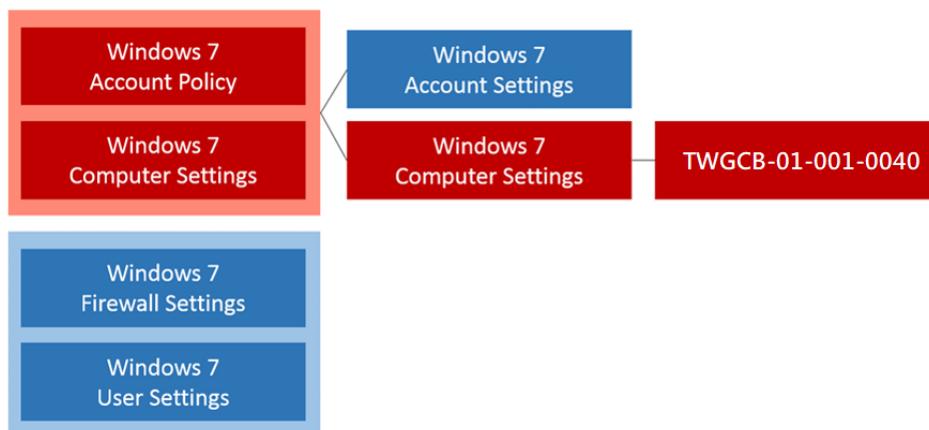 Windows 7
Account Policy
Windows 7
Computer Settings
Windows 7
Account Settings
Windows 7
Computer Settings
TWGCB-01-001-0040
Windows 7
Firewall Settings
Windows 7
User Settings